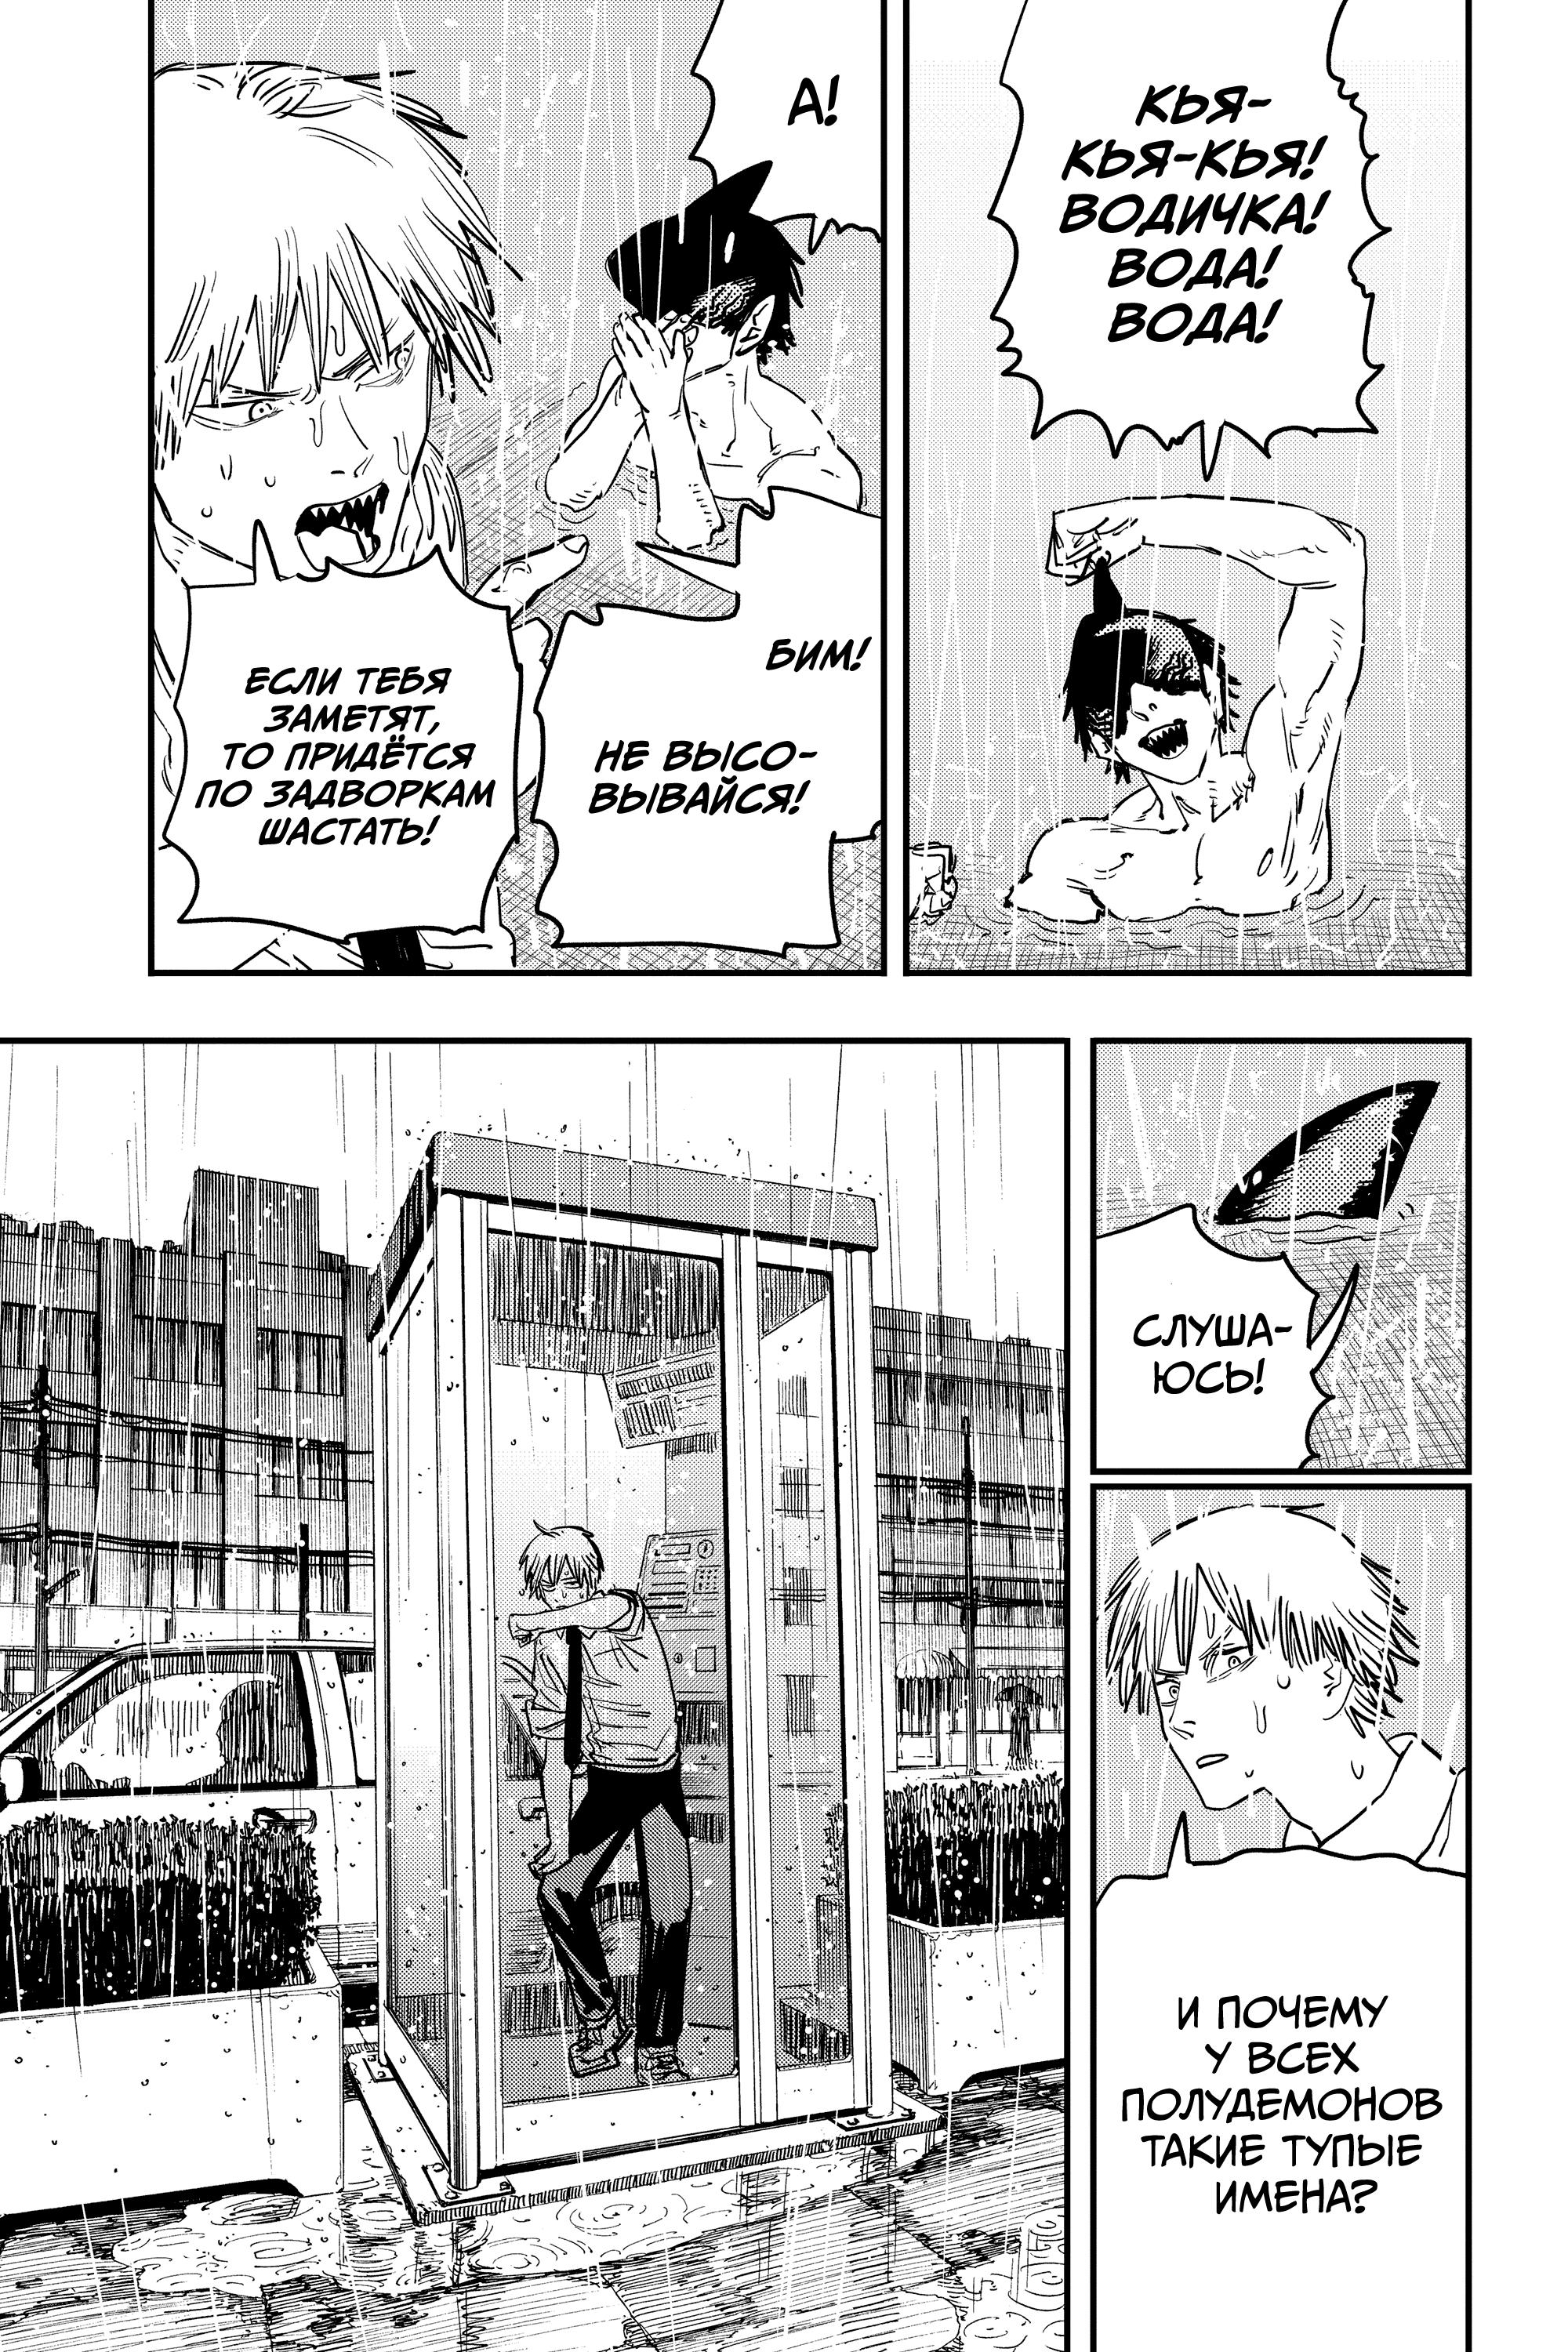 КЬЯ-
КЬЯ-КЬЯ!
ВОДИЧКА!
ВОДА!
ВОДА!
А!
БИМ!
НЕ ВЫСО-
ВЫВАЙСЯ!
ЕСЛИ ТЕБЯ
ЗАМЕТЯТ,
ТО ПРИДЁТСЯ
ПО ЗАДВОРКАМ
ШАСТАТЬ!
СЛУША-
ЮСЬ!
И ПОЧЕМУ
У ВСЕХ
ПОЛУДЕМОНОВ
ТАКИЕ ТУПЫЕ
ИМЕНА?